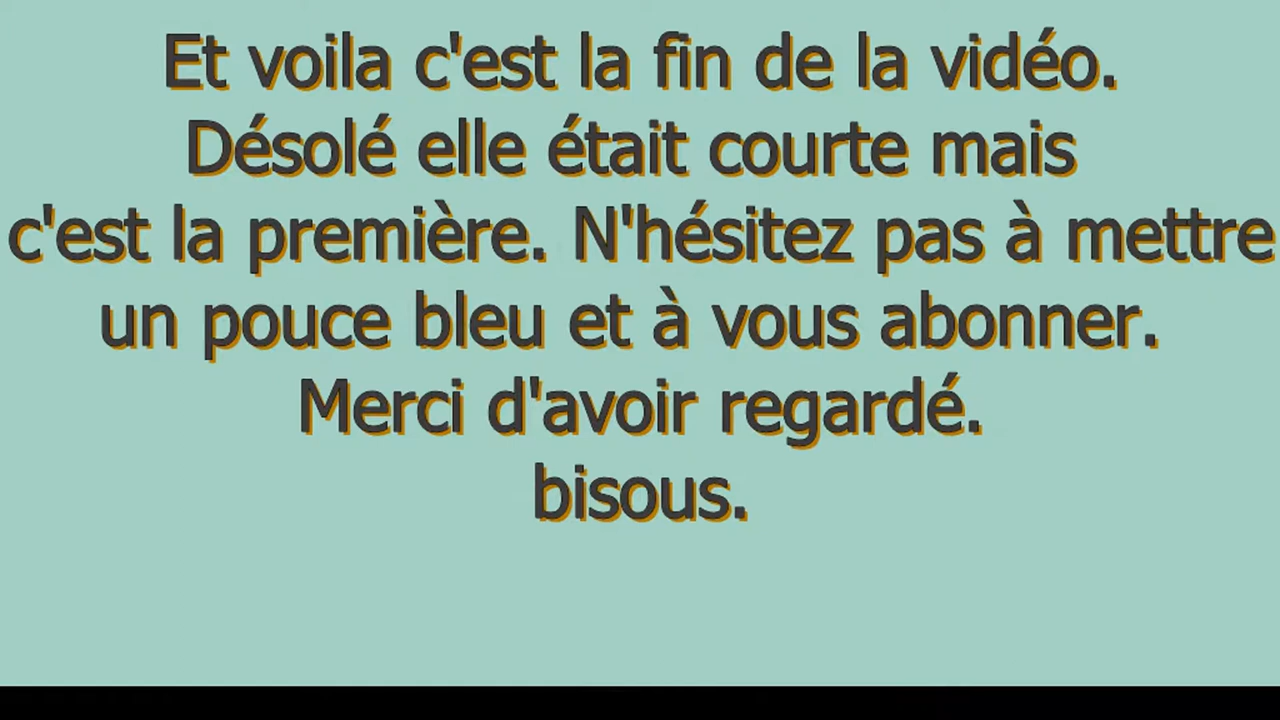 Et voila c'est la fin de la vidéo.
Désolé elle était courte mais
c'est la première. N'hésitez pas à mettre
un pouce bleu et à vous abonner.
Merci d'avoir regardé.
bisous.